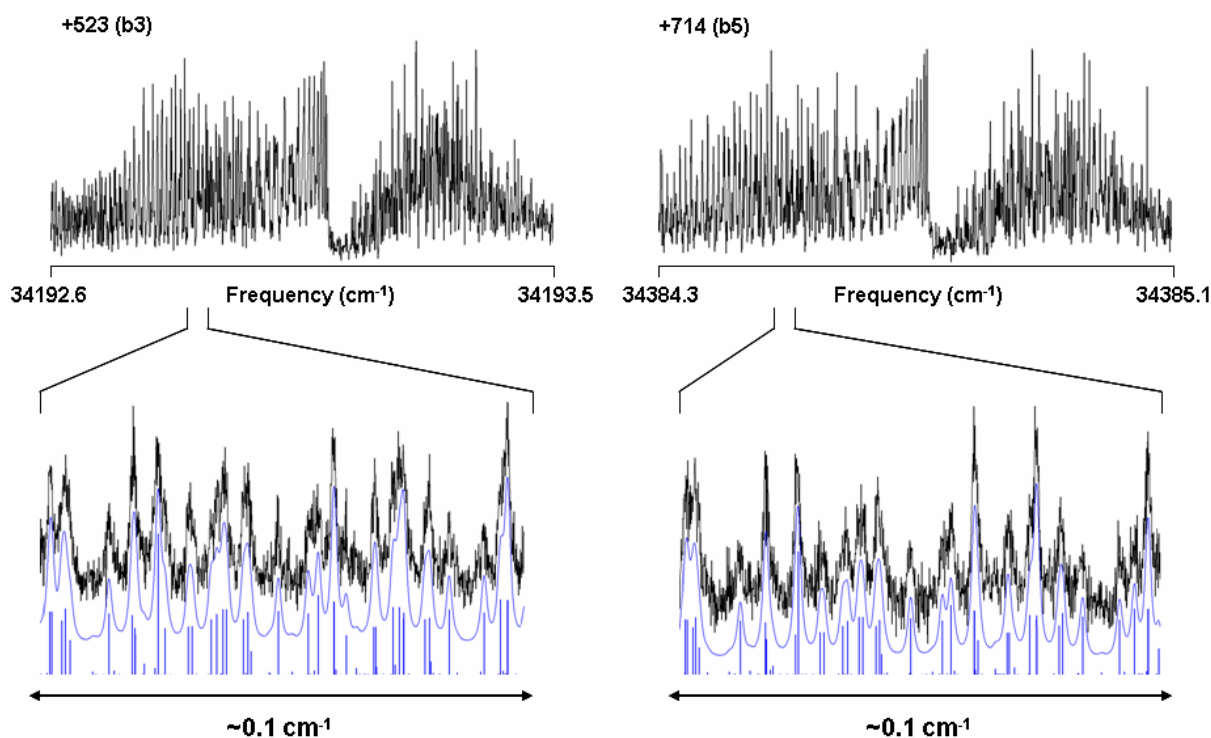 +523 (b3)
+714 (b5)
34192.6 Frequency (cm⁻¹) 34193.5
34384.3 Frequency (cm⁻¹) 34385.1
~0.1 cm⁻¹
~0.1 cm⁻¹